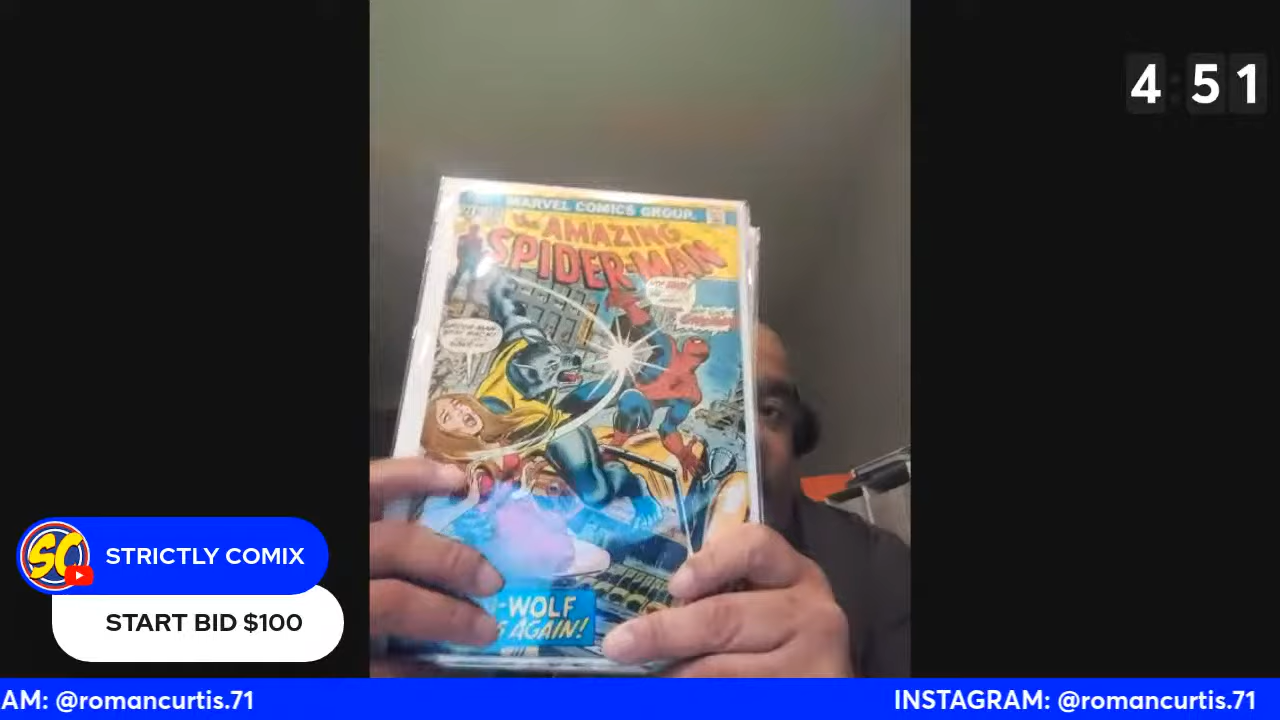 4:51
MARVEL COMICS GROUP
the AMAZING
SPIDER-MAN
-WOLF
AGAIN!
SC STRICTLY COMIX
START BID $100
AM: @romancurtis.71 INSTAGRAM: @romancurtis.71